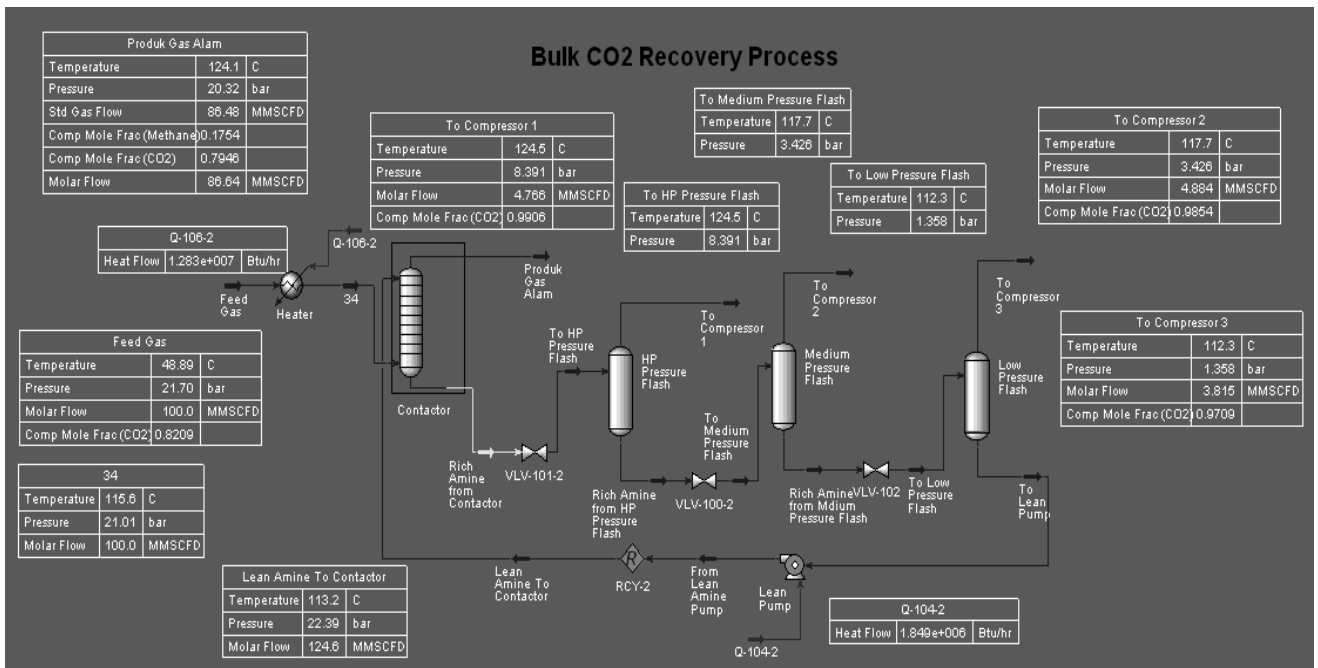 Bulk CO2 Recovery Process
Produk Gas Alam
Temperature 124.1 C
Pressure 20.32 bar
Std Gas Flow 86.48 MMSCFD
Comp Mole Frac (Methane) 0.1754
Comp Mole Frac (CO2) 0.7946
Molar Flow 86.64 MMSCFD
To Compressor 1
Temperature 124.5 C
Pressure 8.391 bar
Molar Flow 4.766 MMSCFD
Comp Mole Frac (CO2) 0.9906
To Medium Pressure Flash
Temperature 117.7 C
Pressure 3.426 bar
To HP Pressure Flash
Temperature 124.5 C
Pressure 8.391 bar
To Low Pressure Flash
Temperature 112.3 C
Pressure 1.358 bar
To Compressor 2
Temperature 117.7 C
Pressure 3.426 bar
Molar Flow 4.884 MMSCFD
Comp Mole Frac (CO2) 0.9854
Q-106-2
Heat Flow 1.283e+007 Btu/hr
Q-106-2
Feed
Gas
Heater
34
Produk
Gas
Alam
Contactor
To HP
Pressure
Flash
To
Compressor
1
HP
Pressure
Flash
To
Compressor
2
Medium
Pressure
Flash
To
Compressor
3
Low
Pressure
Flash
To Compressor 3
Temperature 112.3 C
Pressure 1.358 bar
Molar Flow 3.815 MMSCFD
Comp Mole Frac (CO2) 0.9709
Feed Gas
Temperature 48.89 C
Pressure 21.70 bar
Molar Flow 100.0 MMSCFD
Comp Mole Frac (CO2) 0.8209
34
Temperature 115.6 C
Pressure 21.01 bar
Molar Flow 100.0 MMSCFD
Rich
Amine
from
Contactor
VLV-101-2
Rich Amine
from HP
Pressure
Flash
To
Medium
Pressure
Flash
VLV-100-2
Rich Amine
from Mdium
Pressure Flash
VLV-102
To Low
Pressure
Flash
To
Lean
Pump
Lean Amine To Contactor
Temperature 113.2 C
Pressure 22.39 bar
Molar Flow 124.6 MMSCFD
Lean
Amine To
Contactor
R
RCY-2
From
Lean
Amine
Pump
Lean
Pump
Q-104-2
Q-104-2
Heat Flow 1.849e+006 Btu/hr